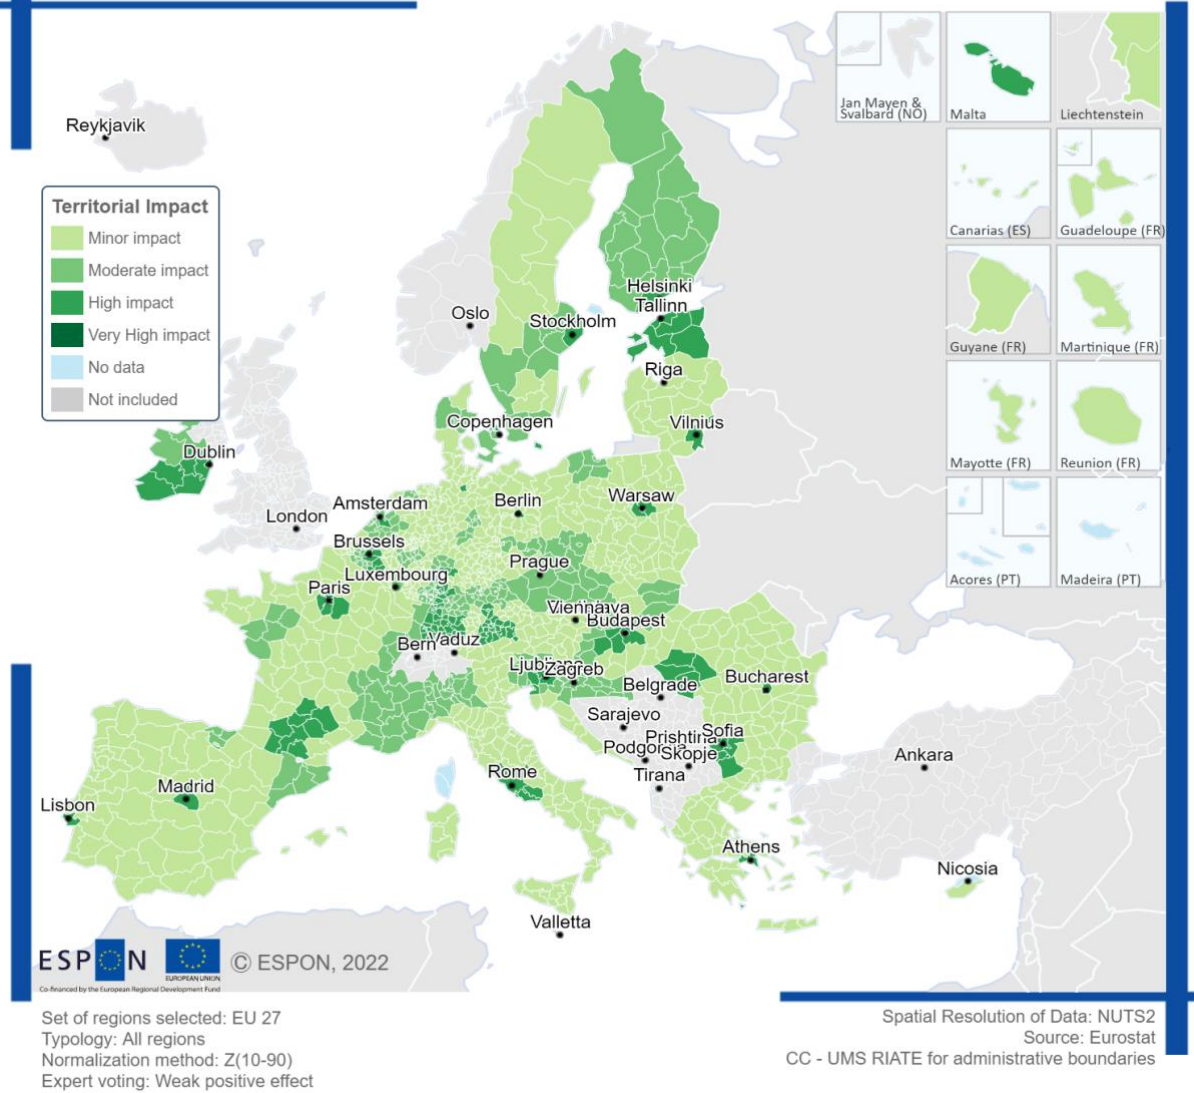 Reykjavik
Territorial Impact
Minor impact
Moderate impact
High impact
Very High impact
No data
Not included
Jan Mayen &
Svalbard (NO)
Malta
Liechtenstein
Canarias (ES)
Guadeloupe (FR)
Guyane (FR)
Martinique (FR)
Mayotte (FR)
Reunion (FR)
Acores (PT)
Madeira (PT)
Helsinki
Tallinn
Oslo
Stockholm
Riga
Copenhagen
Vilnius
Dublin
Amsterdam
Berlin
Warsaw
London
Brussels
Prague
Luxembourg
Paris
Vienna
Budapest
Bern
Vaduz
Zagreb
Bucharest
Belgrade
Sarajevo
Sofia
Prishtina
Skopje
Ankara
Tirana
Rome
Madrid
Lisbon
Athens
Nicosia
Valletta
ESPON
EUROPEAN UNION
© ESPON, 2022
Co-financed by the European Regional Development Fund
Set of regions selected: EU 27
Typology: All regions
Normalization method: Z(10-90)
Expert voting: Weak positive effect
Spatial Resolution of Data: NUTS2
Source: Eurostat
CC - UMS RIATE for administrative boundaries